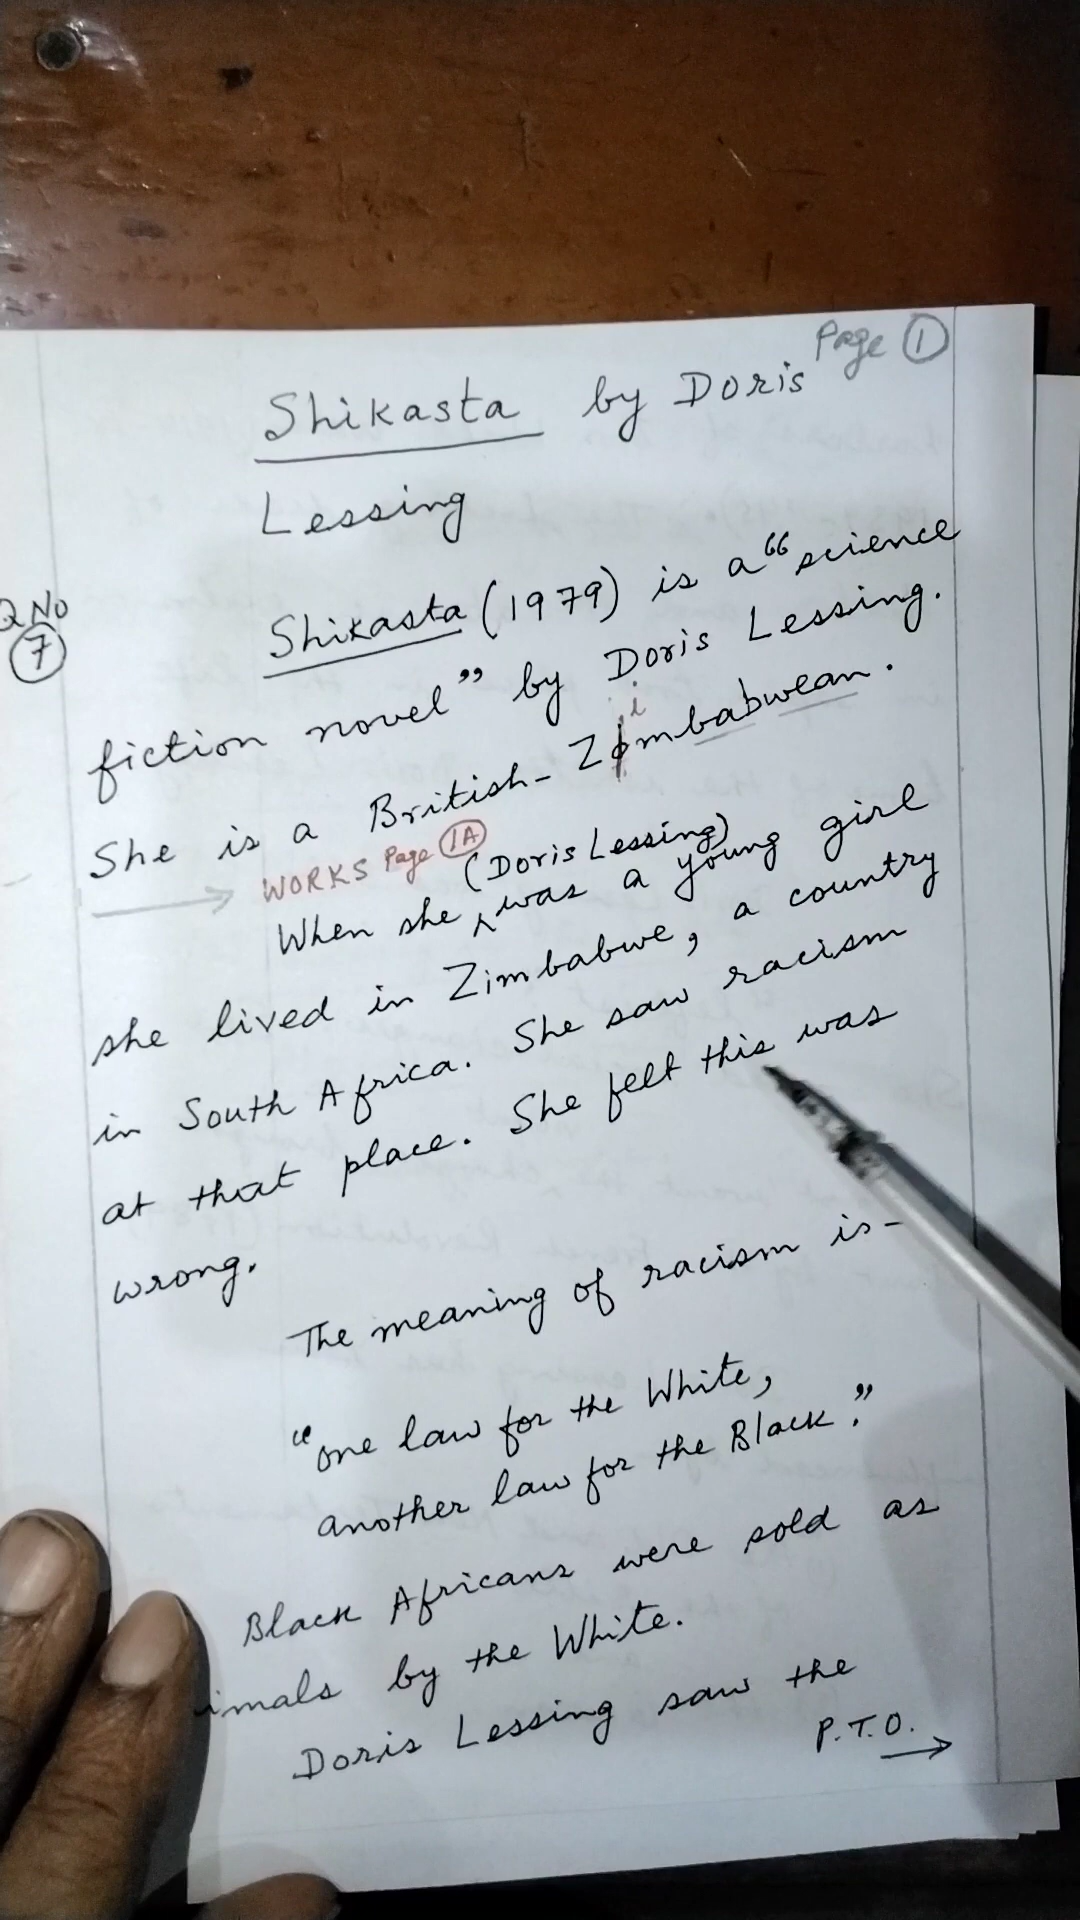 Page 1
Shikasta by Doris
Lessing
Q No
7
Shikasta (1979) is a "science
fiction novel" by Doris Lessing.
She is a British- Zimbabwean.
WORKS Page 1A
(Doris Lessing)
When she was a young girl
she lived in Zimbabwe, a country
in South Africa. She saw racism
at that place. She felt this was
wrong.
The meaning of racism is-
"one law for the White,
another law for the Black."
Black Africans were sold as
imals by the White.
Doris Lessing saw the
P.T.O.